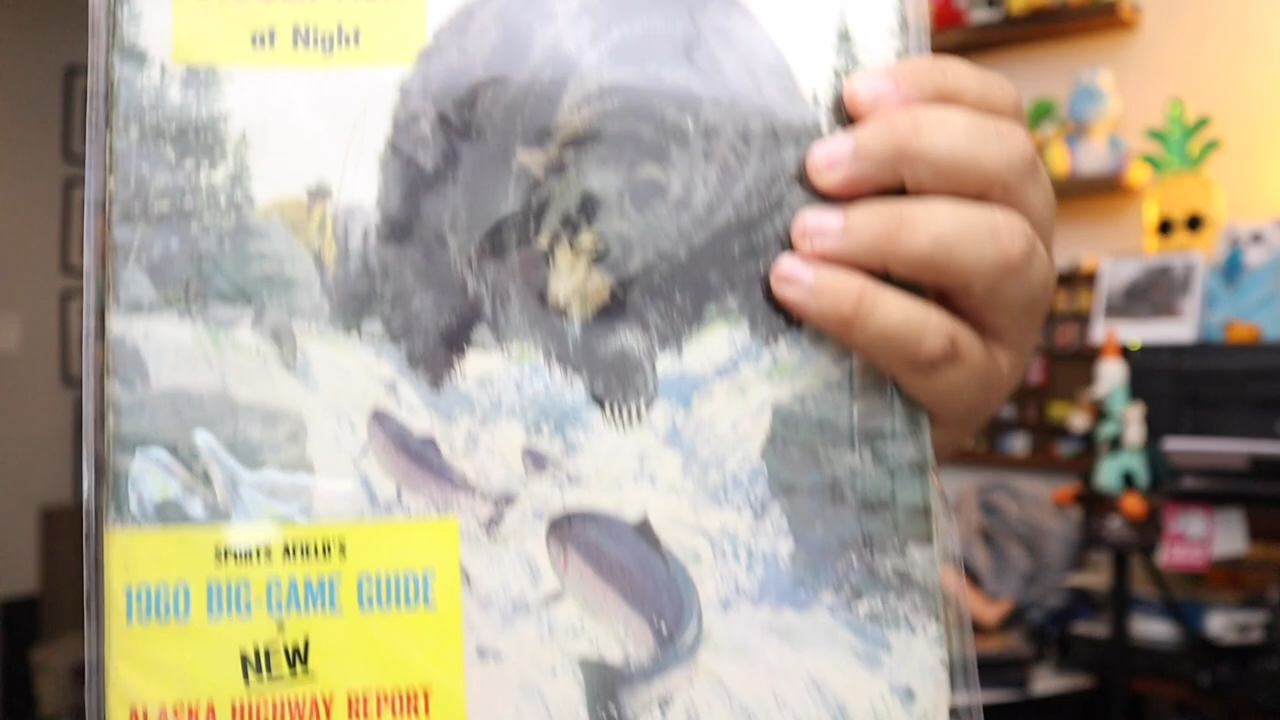 at Night
SPORTS AFIELD'S
1960 BIG-GAME GUIDE
NEW
ALASKA HIGHWAY REPORT